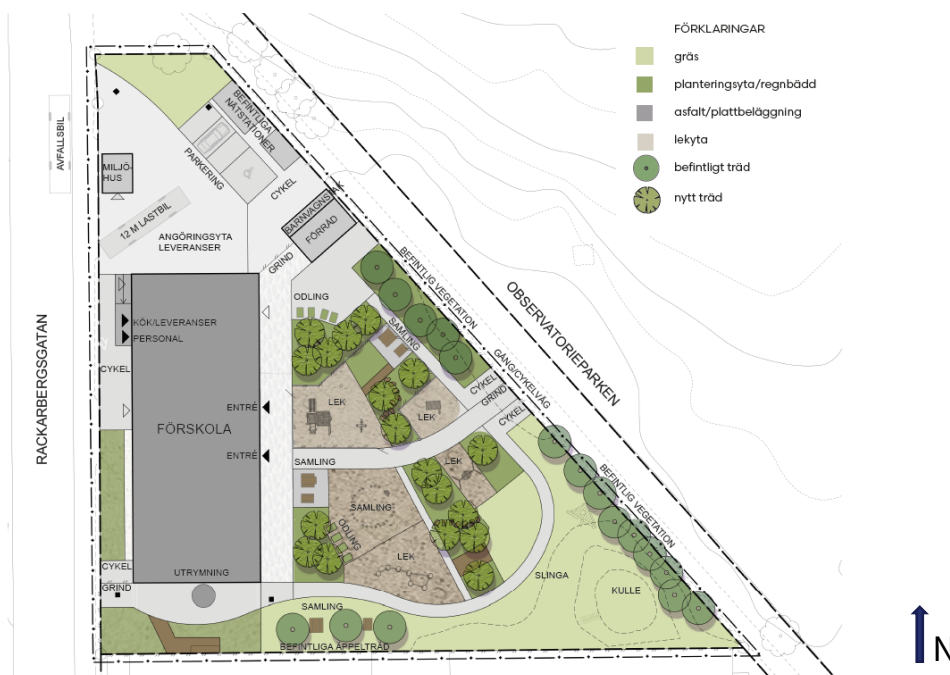 FÖRKLARINGAR
gräs
planteringsyta/regnbädd
asfalt/plattbeläggning
lekyta
befintligt träd
nytt träd
AVFALLSBIL
MILJÖ-
HUS
12 M LASTBIL
PARKERING
BEFINTLIGA
NÄTSTATIONER
CYKEL
BARNVAGNSTAK
FÖRRÅD
ANGÖRINGSYTA
LEVERANSER
GRIND
BEFINTLIG VEGETATION
OBSERVATORIEPARKEN
ODLING
SAMLING
KÖK/LEVERANSER
PERSONAL
CYKEL
GÅNG/CYKELVÄG
CYKEL
GRIND
CYKEL
RACKARBERGSGATAN
ENTRÉ
LEK
LEK
FÖRSKOLA
ENTRÉ
SAMLING
LEK
BEFINTLIG VEGETATION
SAMLING
ODLING
LEK
CYKEL
GRIND
UTRYMNING
SLINGA
KULLE
SAMLING
BEFINTLIGA ÄPPELTRÄD
N